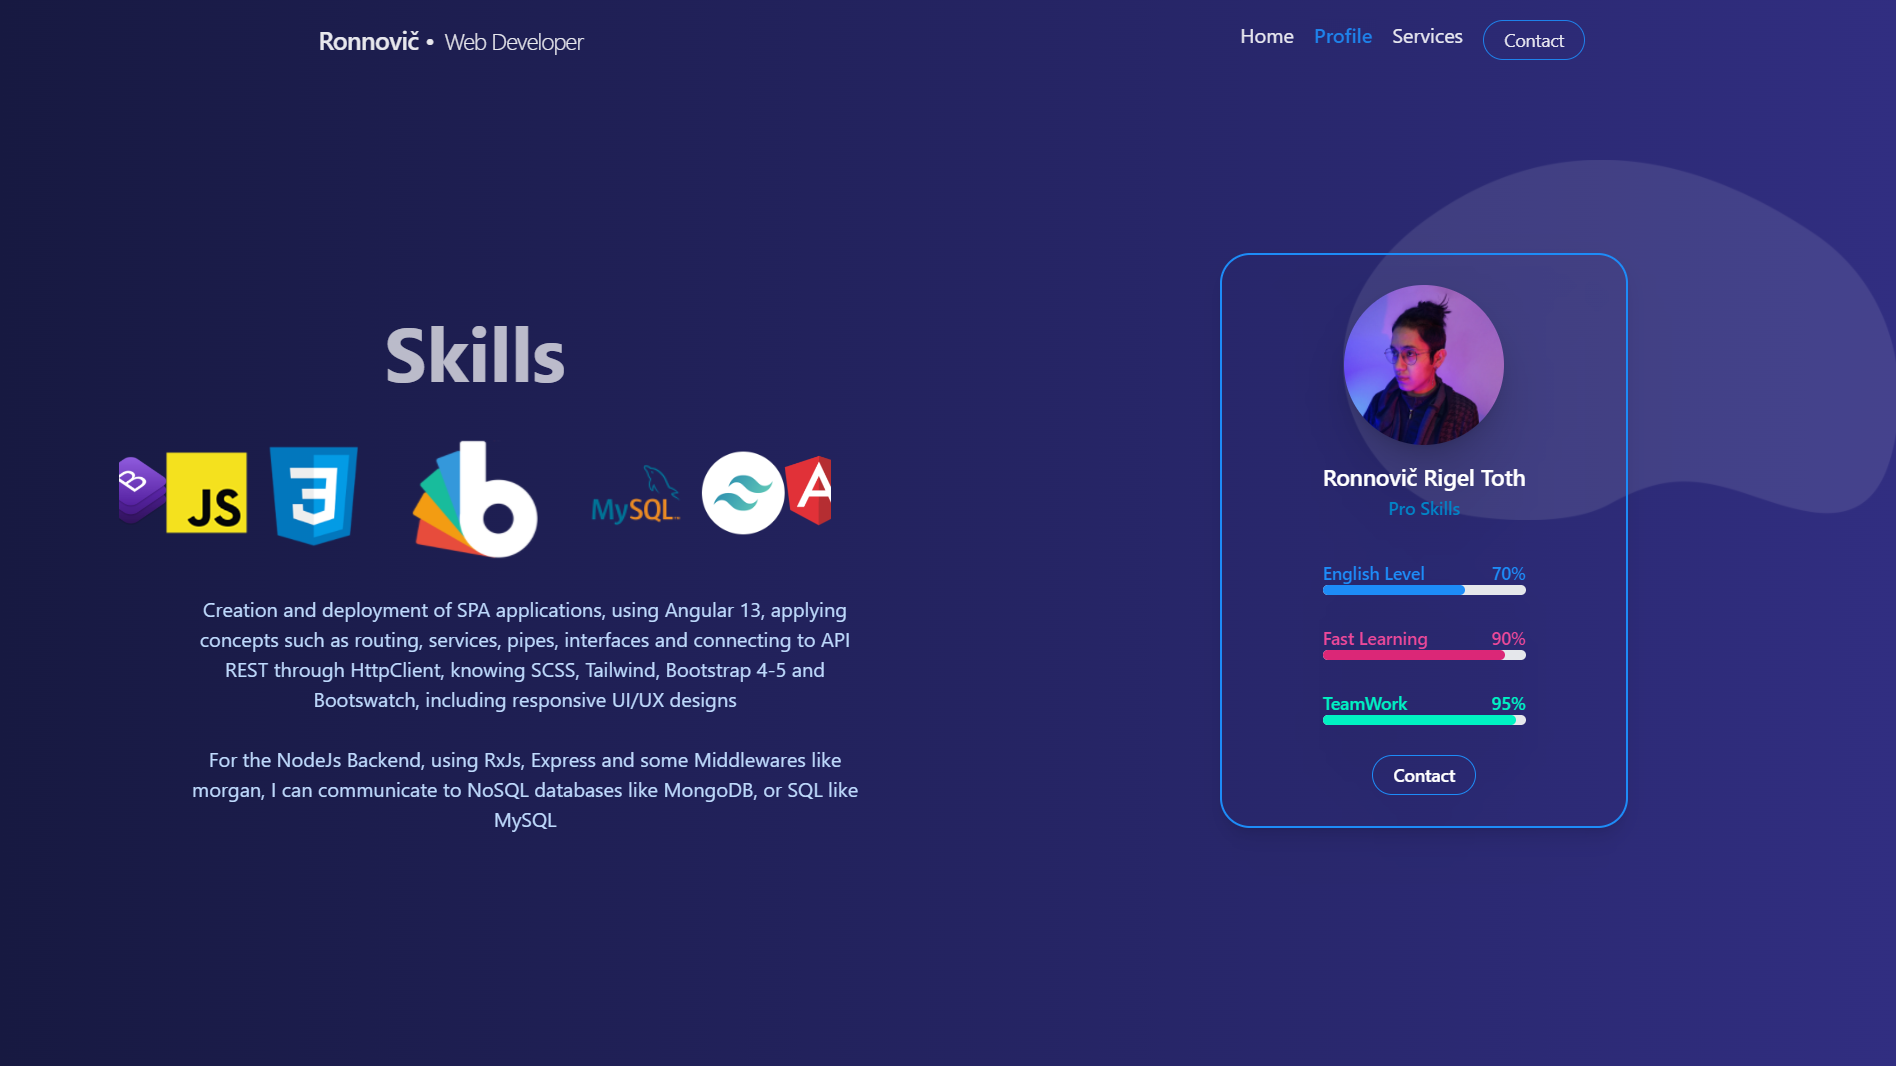 Ronnovič • Web Developer
Home Profile Services Contact
Skills
B JS 3 b MySQL A
Creation and deployment of SPA applications, using Angular 13, applying
concepts such as routing, services, pipes, interfaces and connecting to API
REST through HttpClient, knowing SCSS, Tailwind, Bootstrap 4-5 and
Bootswatch, including responsive UI/UX designs
For the NodeJs Backend, using RxJs, Express and some Middlewares like
morgan, I can communicate to NoSQL databases like MongoDB, or SQL like
MySQL
Ronnovič Rigel Toth
Pro Skills
English Level 70%
Fast Learning 90%
TeamWork 95%
Contact